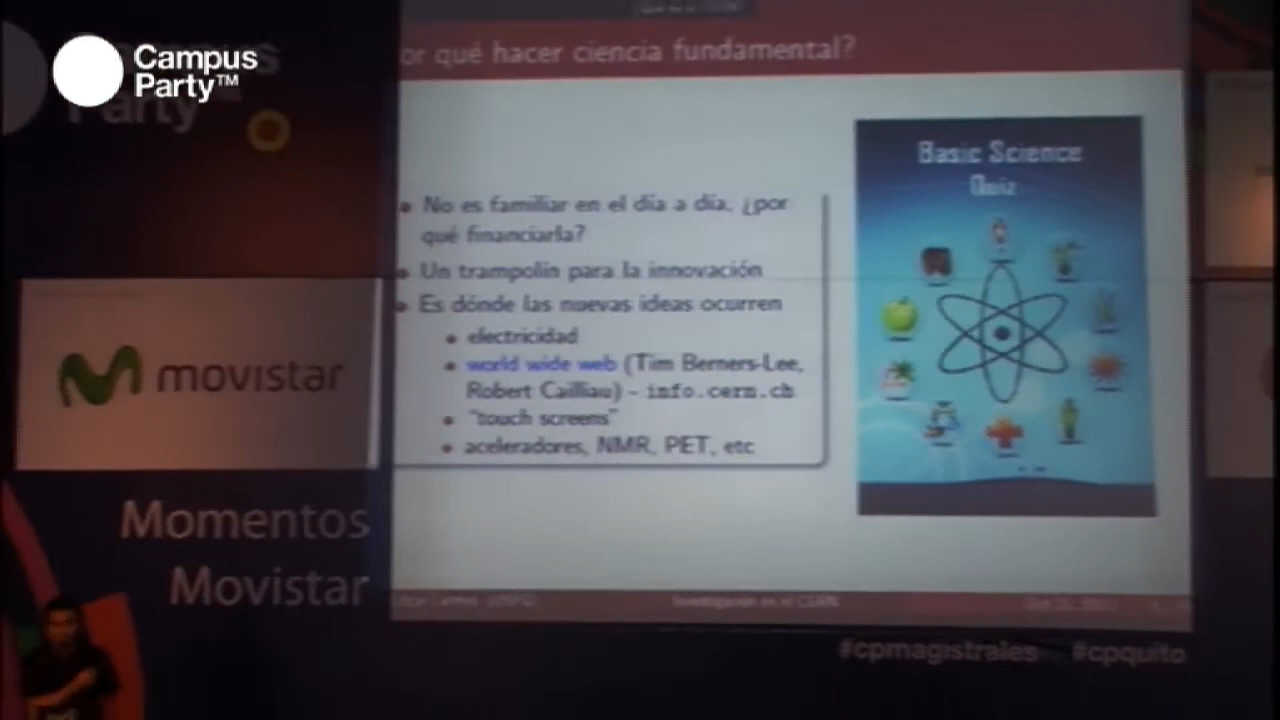 Campus
Party™
Party
or qué hacer ciencia fundamental?
Basic Science
Quiz
No es familiar en el día a día, ¿por
qué financiarla?
Un trampolín para la innovación
Es dónde las nuevas ideas ocurren
electricidad
world wide web (Tim Berners-Lee,
Robert Cailliau) - info.cern.ch
"touch screens"
aceleradores, NMR, PET, etc
movistar
Momentos
Movistar
Investigación en el CERN
#cpmagistrales #cpquito